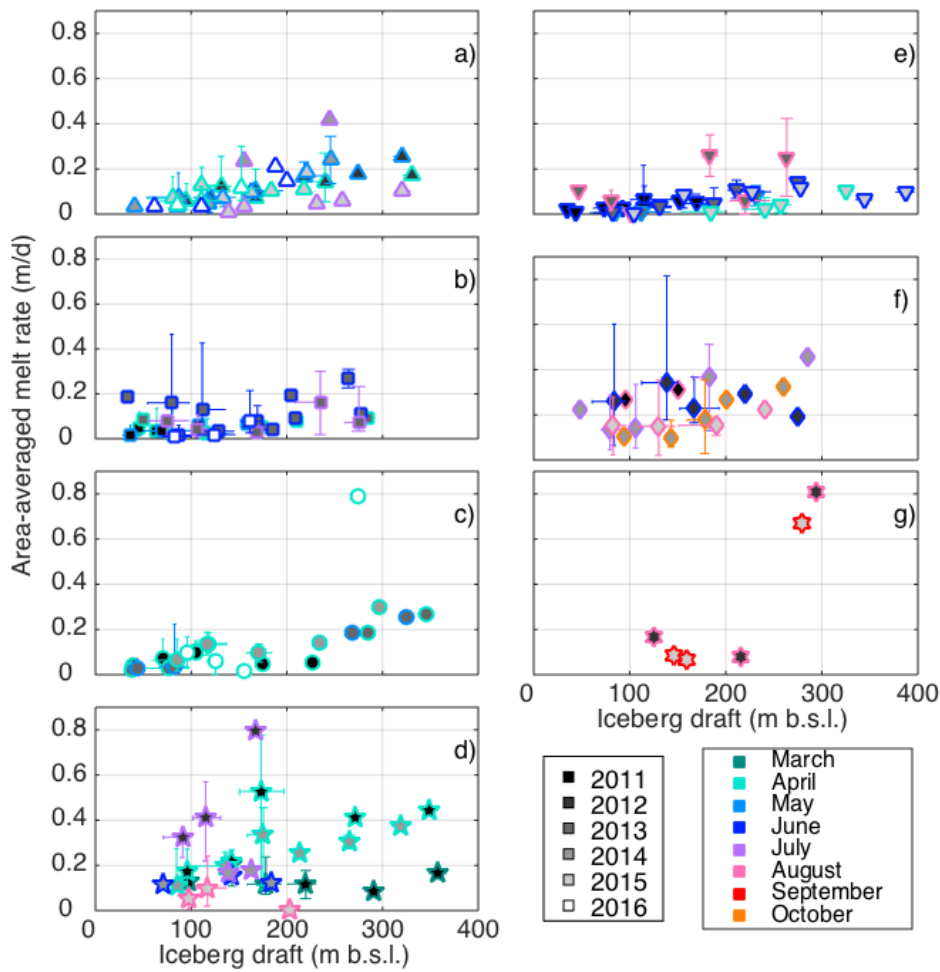 Area-averaged melt rate (m/d)
0.8
0.6
0.4
0.2
0
a)
0.8
0.6
0.4
0.2
0
b)
0.8
0.6
0.4
0.2
0
c)
0.8
0.6
0.4
0.2
0
d)
0 100 200 300 400
Iceberg draft (m b.s.l.)
e)
f)
g)
0 100 200 300 400
Iceberg draft (m b.s.l.)
2011
2012
2013
2014
2015
2016
March
April
May
June
July
August
September
October